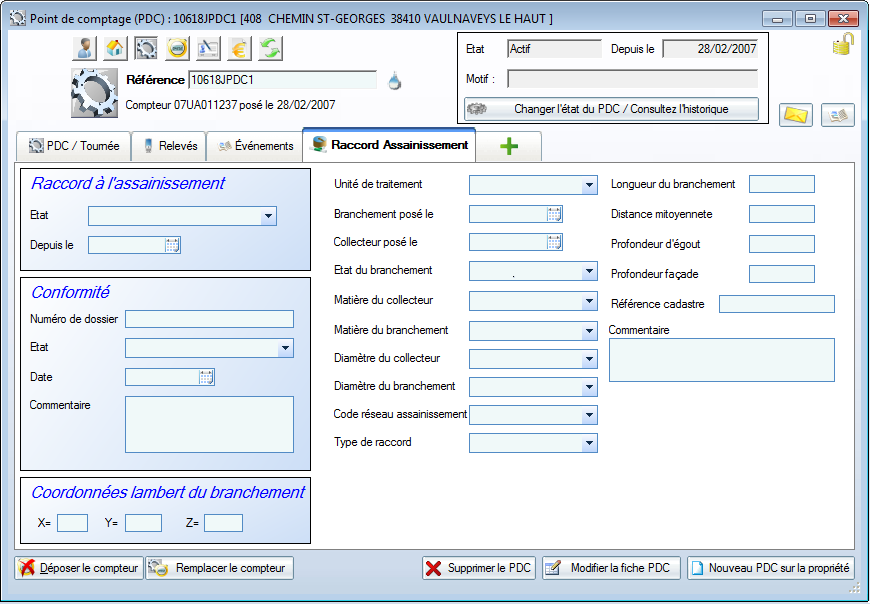 Point de comptage (PDC) : 10618JPDC1 [408 CHEMIN ST-GEORGES 38410 VAULNAVEYS LE HAUT ]
Référence 10618JPDC1
Compteur 07UA011237 posé le 28/02/2007
Etat Actif Depuis le 28/02/2007
Motif :
Changer l'état du PDC / Consultez l'historique
PDC / Tournée Relevés Événements Raccord Assainissement
Raccord à l'assainissement
Etat
Depuis le
Conformité
Numéro de dossier
Etat
Date
Commentaire
Coordonnées lambert du branchement
X= Y= Z=
Unité de traitement
Branchement posé le
Collecteur posé le
Etat du branchement .
Matière du collecteur
Matière du branchement
Diamètre du collecteur
Diamètre du branchement
Code réseau assainissement
Type de raccord
Longueur du branchement
Distance mitoyennete
Profondeur d'égout
Profondeur façade
Référence cadastre
Commentaire
Déposer le compteur Remplacer le compteur Supprimer le PDC Modifier la fiche PDC Nouveau PDC sur la propriété